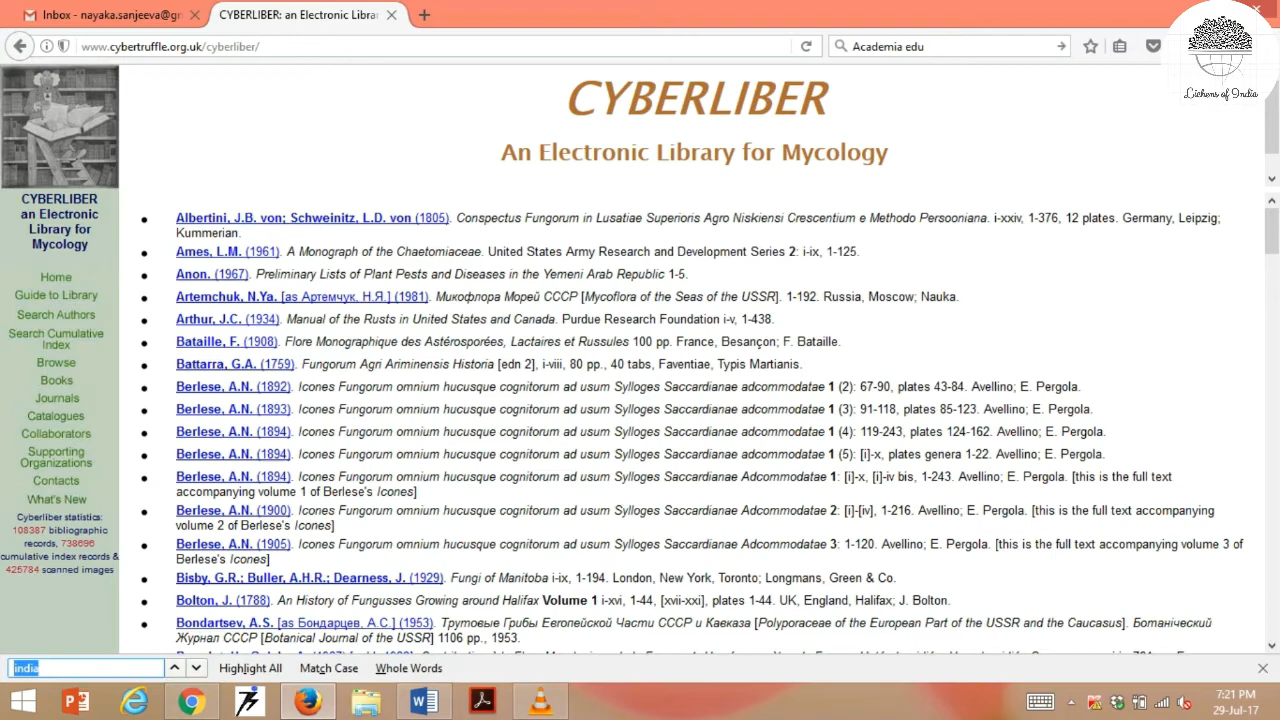 Inbox - nayaka.sanjeeva@gm
CYBERLIBER: an Electronic Librar
www.cybertruffle.org.uk/cyberliber/
Academia edu
Lichens of India
CYBERLIBER
An Electronic Library for Mycology
CYBERLIBER
an Electronic
Library for
Mycology
Home
Guide to Library
Search Authors
Search Cumulative
Index
Browse
Books
Journals
Catalogues
Collaborators
Supporting
Organizations
Contacts
What's New
Cyberliber statistics:
108387 bibliographic
records, 738696
cumulative index records &
425784 scanned images
• Albertini, J.B. von; Schweinitz, L.D. von (1805). Conspectus Fungorum in Lusatiae Superioris Agro Niskiensi Crescentium e Methodo Persooniana. i-xxiv, 1-376, 12 plates. Germany, Leipzig;
Kummerian.
• Ames, L.M. (1961). A Monograph of the Chaetomiaceae. United States Army Research and Development Series 2: i-ix, 1-125.
• Anon. (1967). Preliminary Lists of Plant Pests and Diseases in the Yemeni Arab Republic 1-5.
• Artemchuk, N.Ya. [as Артемчук, Н.Я.] (1981). Микофлора Морей СССР [Mycoflora of the Seas of the USSR]. 1-192. Russia, Moscow; Nauka.
• Arthur, J.C. (1934). Manual of the Rusts in United States and Canada. Purdue Research Foundation i-v, 1-438.
• Bataille, F. (1908). Flore Monographique des Astérosporées, Lactaires et Russules 100 pp. France, Besançon; F. Bataille.
• Battarra, G.A. (1759). Fungorum Agri Ariminensis Historia [edn 2], i-viii, 80 pp., 40 tabs, Faventiae, Typis Martianis.
• Berlese, A.N. (1892). Icones Fungorum omnium hucusque cognitorum ad usum Sylloges Saccardianae adcommodatae 1 (2): 67-90, plates 43-84. Avellino; E. Pergola.
• Berlese, A.N. (1893). Icones Fungorum omnium hucusque cognitorum ad usum Sylloges Saccardianae adcommodatae 1 (3): 91-118, plates 85-123. Avellino; E. Pergola.
• Berlese, A.N. (1894). Icones Fungorum omnium hucusque cognitorum ad usum Sylloges Saccardianae adcommodatae 1 (4): 119-243, plates 124-162. Avellino; E. Pergola.
• Berlese, A.N. (1894). Icones Fungorum omnium hucusque cognitorum ad usum Sylloges Saccardianae adcommodatae 1 (5): [i]-x, plates genera 1-22. Avellino; E. Pergola.
• Berlese, A.N. (1894). Icones Fungorum omnium hucusque cognitorum ad usum Sylloges Saccardianae Adcommodatae 1: [i]-x, [i]-iv bis, 1-243. Avellino; E. Pergola. [this is the full text
accompanying volume 1 of Berlese's Icones]
• Berlese, A.N. (1900). Icones Fungorum omnium hucusque cognitorum ad usum Sylloges Saccardianae Adcommodatae 2: [i]-[iv], 1-216. Avellino; E. Pergola. [this is the full text accompanying
volume 2 of Berlese's Icones]
• Berlese, A.N. (1905). Icones Fungorum omnium hucusque cognitorum ad usum Sylloges Saccardianae Adcommodatae 3: 1-120. Avellino; E. Pergola. [this is the full text accompanying volume 3 of
Berlese's Icones]
• Bisby, G.R.; Buller, A.H.R.; Dearness, J. (1929). Fungi of Manitoba i-ix, 1-194. London, New York, Toronto; Longmans, Green & Co.
• Bolton, J. (1788). An History of Fungusses Growing around Halifax Volume 1 i-xvi, 1-44, [xvii-xxi], plates 1-44. UK, England, Halifax; J. Bolton.
• Bondartsev, A.S. [as Бондарцев, А.С.] (1953). Трутовые Грибы Европейской Части СССР и Кавказа [Polyporaceae of the European Part of the USSR and the Caucasus]. Ботанический
Журнал СССР [Botanical Journal of the USSR] 1106 pp., 1953.
india
Highlight All
Match Case
Whole Words
7:21 PM
29-Jul-17